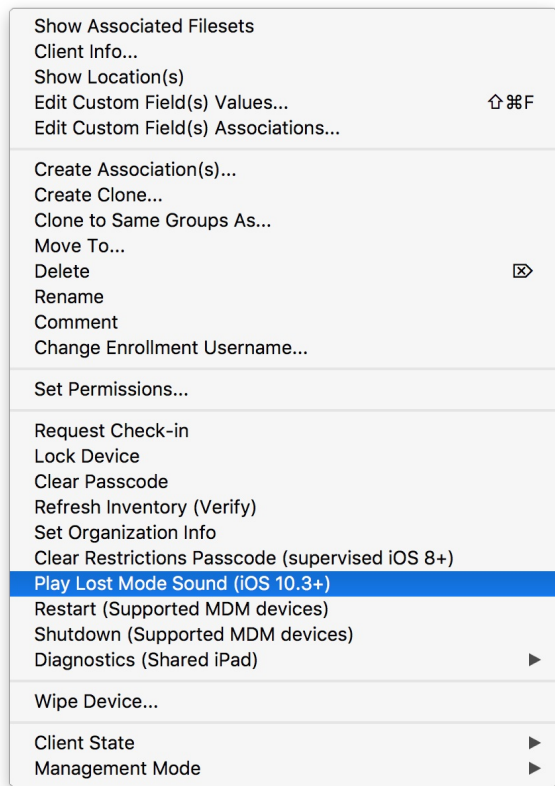 Show Associated Filesets
Client Info...
Show Location(s)
Edit Custom Field(s) Values... ⇧⌘F
Edit Custom Field(s) Associations...
Create Association(s)...
Create Clone...
Clone to Same Groups As...
Move To...
Delete ⌦
Rename
Comment
Change Enrollment Username...
Set Permissions...
Request Check-in
Lock Device
Clear Passcode
Refresh Inventory (Verify)
Set Organization Info
Clear Restrictions Passcode (supervised iOS 8+)
Play Lost Mode Sound (iOS 10.3+)
Restart (Supported MDM devices)
Shutdown (Supported MDM devices)
Diagnostics (Shared iPad) ▶
Wipe Device...
Client State ▶
Management Mode ▶